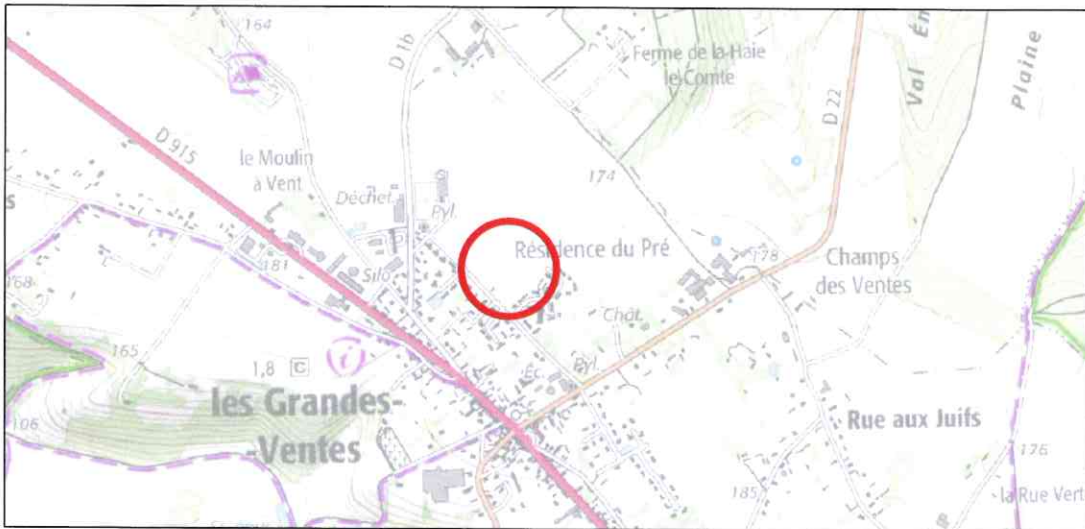 164
D 1b
Ferme de la Haie
le Comte
D 22
Val
Plaine
D 915
le Moulin
à Vent
174
Déchet.
Pyl.
Résidence du Pré
178
Champs
des Ventes
181
Silo
168
Chât.
165
1,8 C
Éc.
Pyl.
les Grandes-
-Ventes
Rue aux Juifs
106
176
185
la Rue Vert